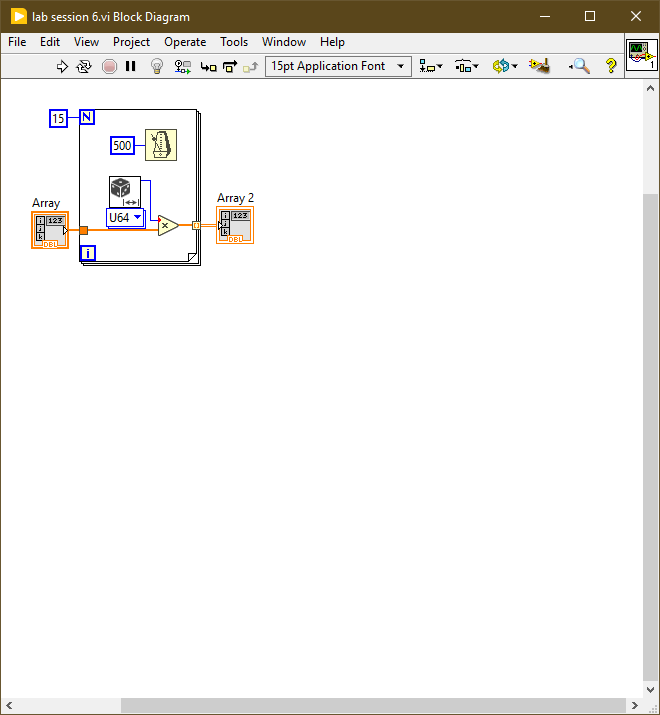 lab session 6.vi Block Diagram
File Edit View Project Operate Tools Window Help
15pt Application Font
1
15 N
500
U64
i
Array
i 123
j
k
DBL
Array 2
i 123
j
k
DBL